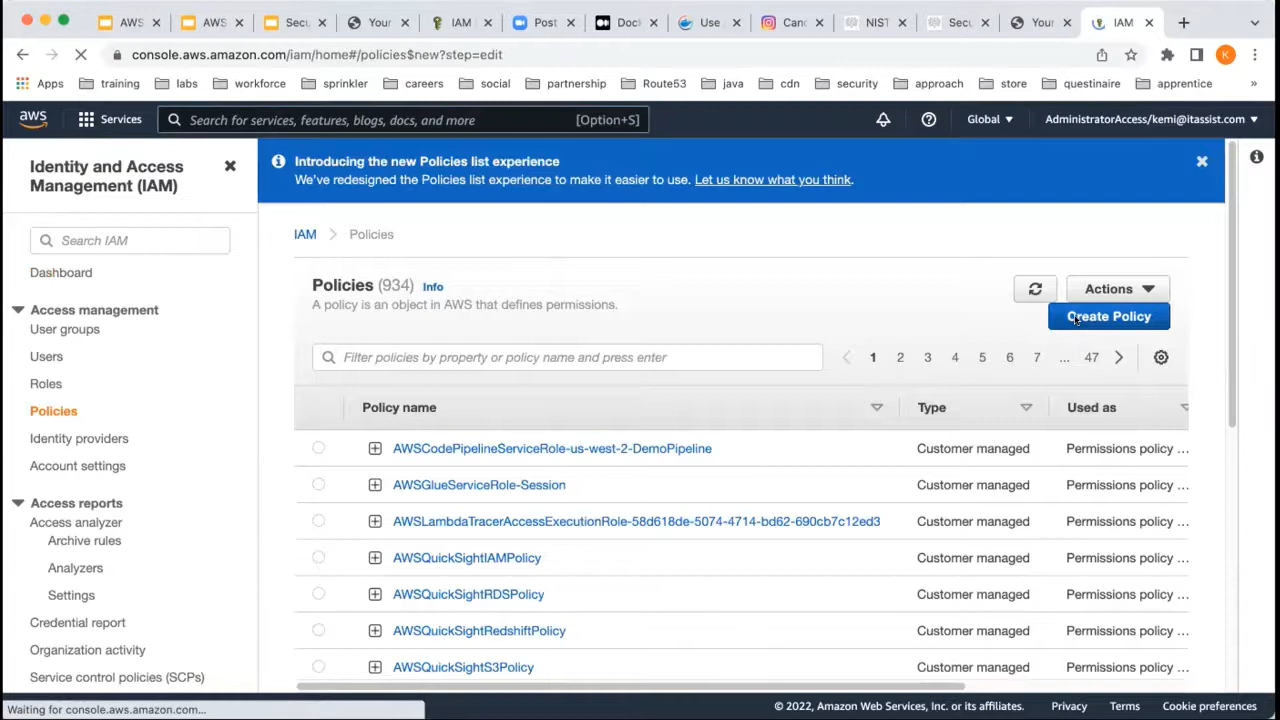 AWS
AWS
Secu
Your
IAM
Post
Doci
Use
Can
NIST
Secu
Your
IAM
console.aws.amazon.com/iam/home#/policies$new?step=edit
K
Apps
training
labs
workforce
sprinkler
careers
social
partnership
Route53
java
cdn
security
approach
store
questinaire
apprentice
»
aws
Services
Search for services, features, blogs, docs, and more
[Option+S]
Global
AdministratorAccess/kemi@itassist.com
Identity and Access
Management (IAM)
Search IAM
Dashboard
Access management
User groups
Users
Roles
Policies
Identity providers
Account settings
Access reports
Access analyzer
Archive rules
Analyzers
Settings
Credential report
Organization activity
Service control policies (SCPs)
Introducing the new Policies list experience
We've redesigned the Policies list experience to make it easier to use. Let us know what you think.
IAM > Policies
Policies (934) Info
A policy is an object in AWS that defines permissions.
Actions
Create Policy
Filter policies by property or policy name and press enter
1 2 3 4 5 6 7 ... 47
Policy name Type Used as
AWSCodePipelineServiceRole-us-west-2-DemoPipeline Customer managed Permissions policy ...
AWSGlueServiceRole-Session Customer managed Permissions policy ...
AWSLambdaTracerAccessExecutionRole-58d618de-5074-4714-bd62-690cb7c12ed3 Customer managed Permissions policy ...
AWSQuickSightIAMPolicy Customer managed Permissions policy ...
AWSQuickSightRDSPolicy Customer managed Permissions policy ...
AWSQuickSightRedshiftPolicy Customer managed Permissions policy ...
AWSQuickSightS3Policy Customer managed Permissions policy ...
Waiting for console.aws.amazon.com...
© 2022, Amazon Web Services, Inc. or its affiliates. Privacy Terms Cookie preferences